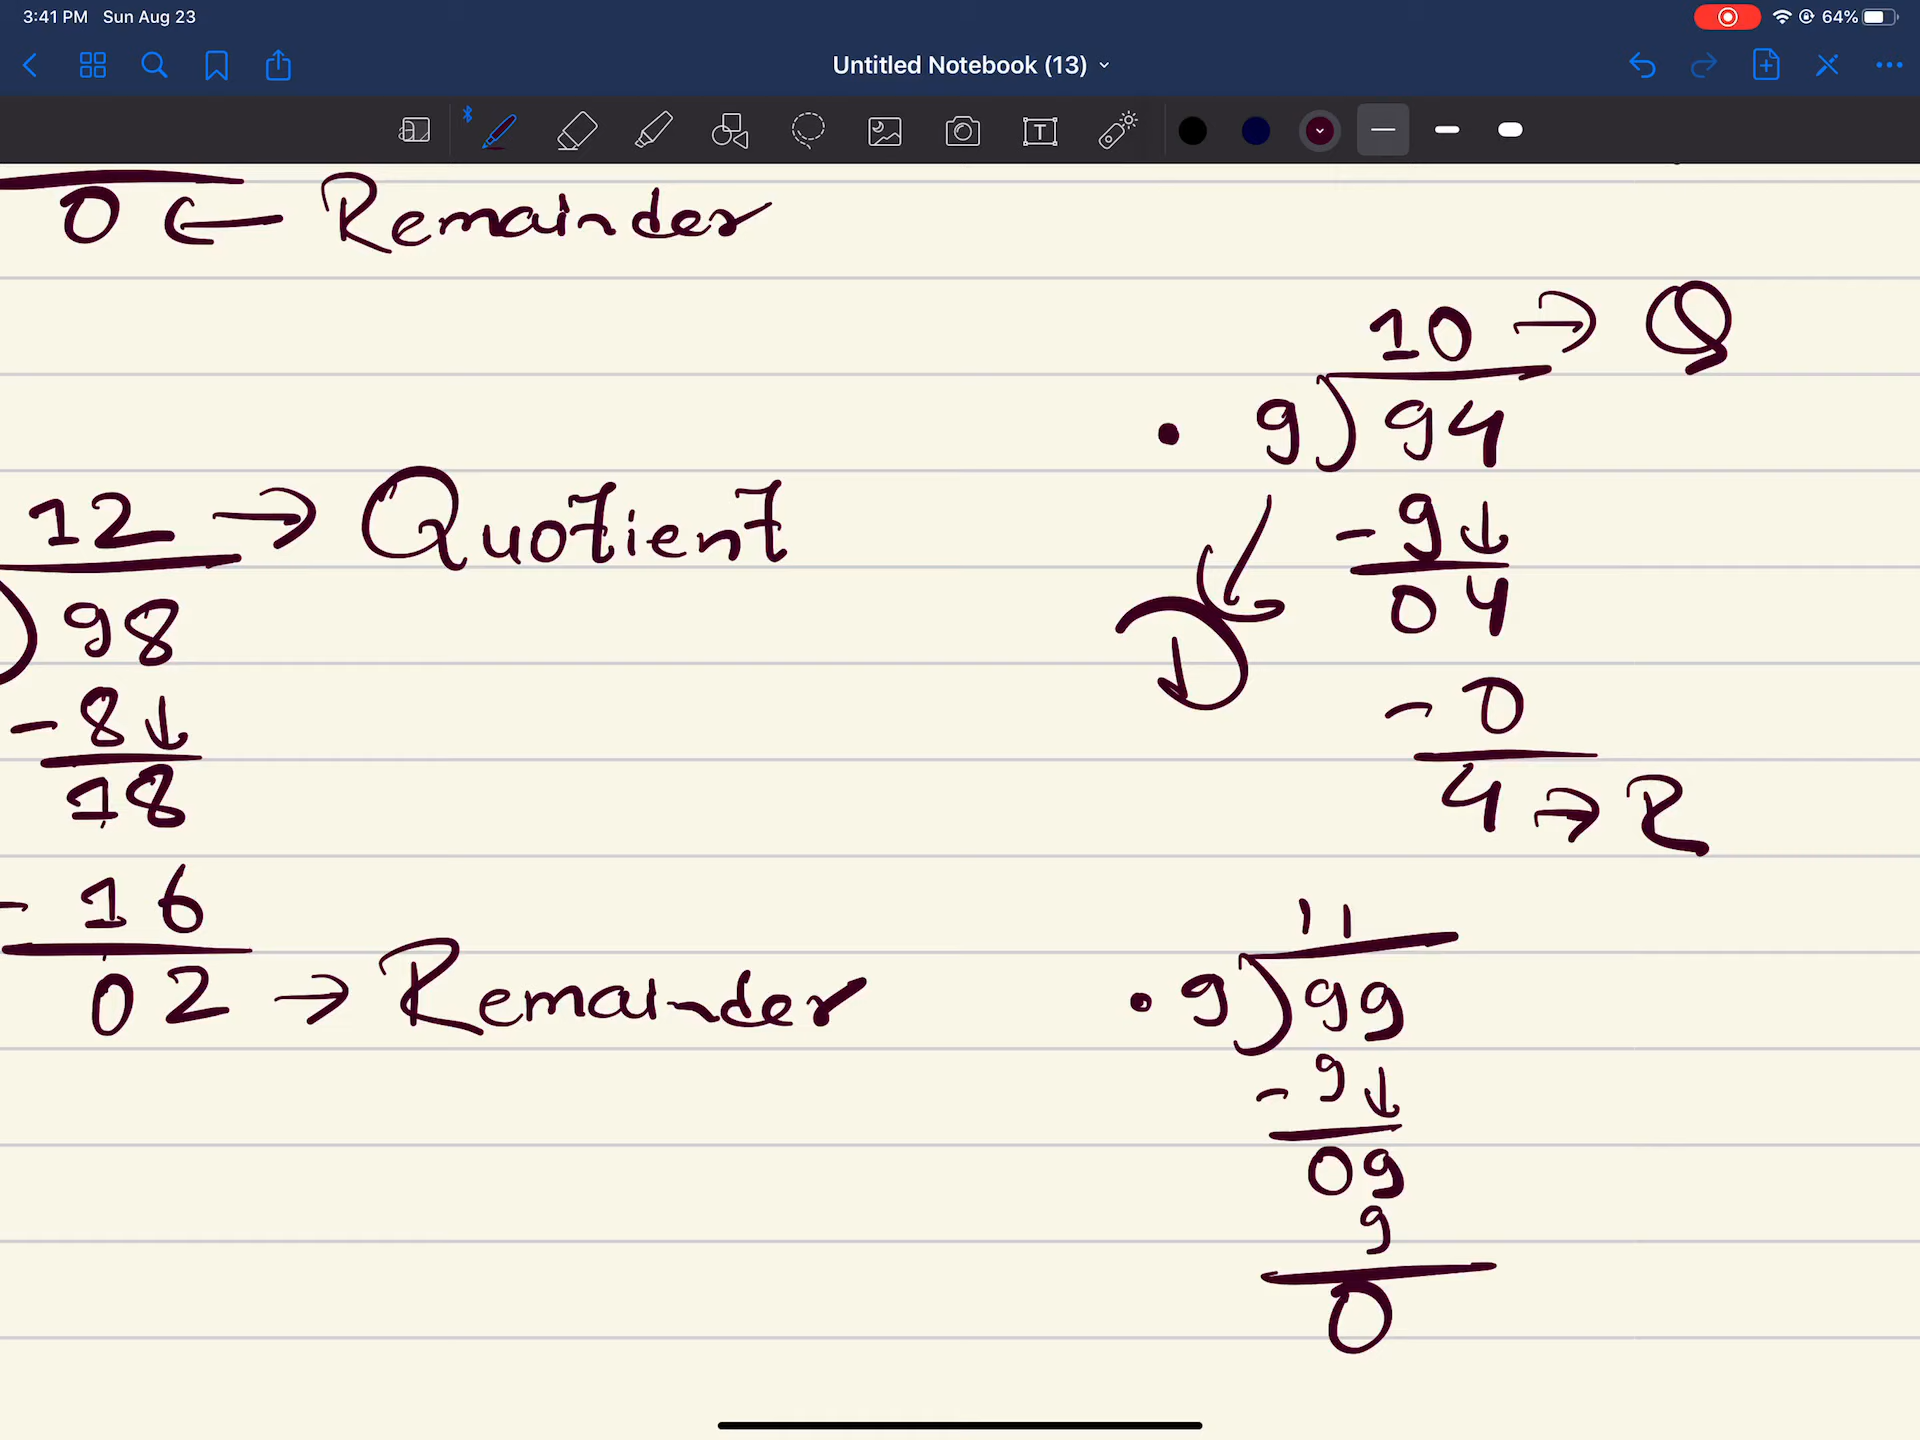 3:41 PM Sun Aug 23
64%
Untitled Notebook (13)
T
0 ← Remainder
12 → Quotient
) 98
- 8 ↓
18
- 16
02 → Remainder
10 → Q
• 9) 94
- 9 ↓
04
D
- 0
4 → R
11
• 9) 99
- 9 ↓
09
9
0